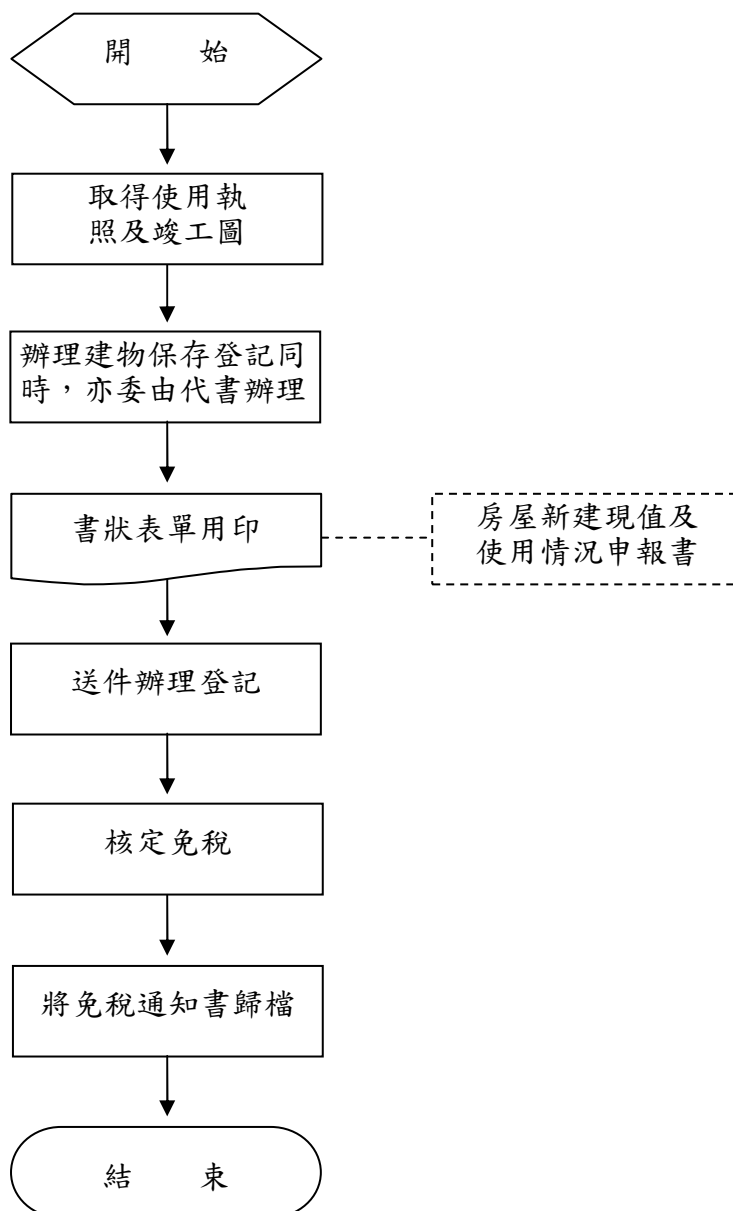 開 始
取得使用執
照及竣工圖
辦理建物保存登記同
時，亦委由代書辦理
書狀表單用印
房屋新建現值及
使用情況申報書
送件辦理登記
核定免稅
將免稅通知書歸檔
結 束